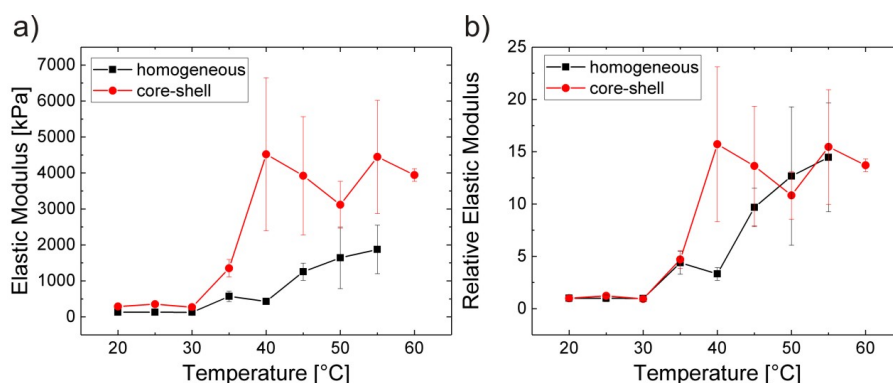 a)
Elastic Modulus [kPa]
7000
6000
5000
4000
3000
2000
1000
0
homogeneous
core-shell
20 30 40 50 60
Temperature [°C]
b)
Relative Elastic Modulus
25
20
15
10
5
0
homogeneous
core-shell
20 30 40 50 60
Temperature [°C]